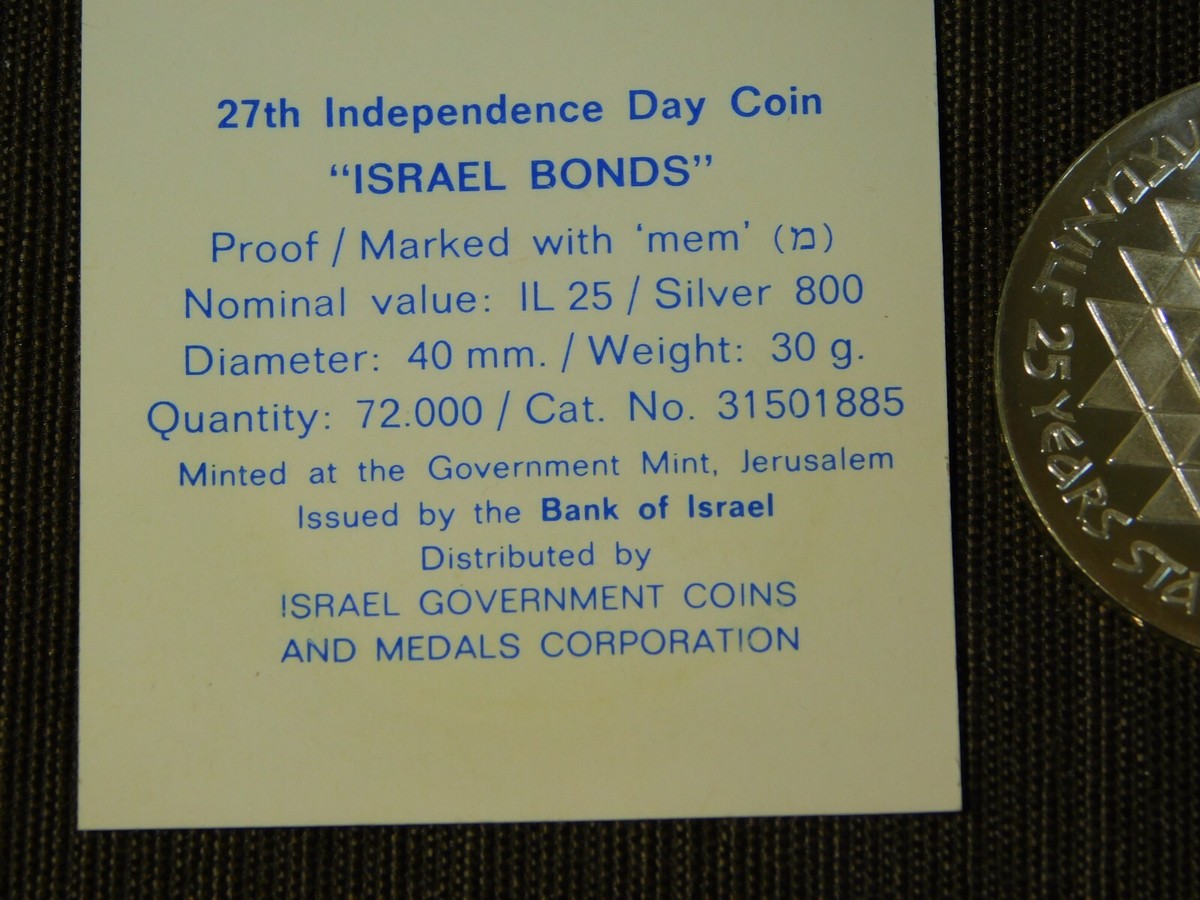 27th Independence Day Coin
“ISRAEL BONDS”
Proof / Marked with ‘mem’ (מ)
Nominal value: IL 25 / Silver 800
Diameter: 40 mm. / Weight: 30 g.
Quantity: 72.000 / Cat. No. 31501885
Minted at the Government Mint, Jerusalem
Issued by the Bank of Israel
Distributed by
ISRAEL GOVERNMENT COINS
AND MEDALS CORPORATION
25 YEARS